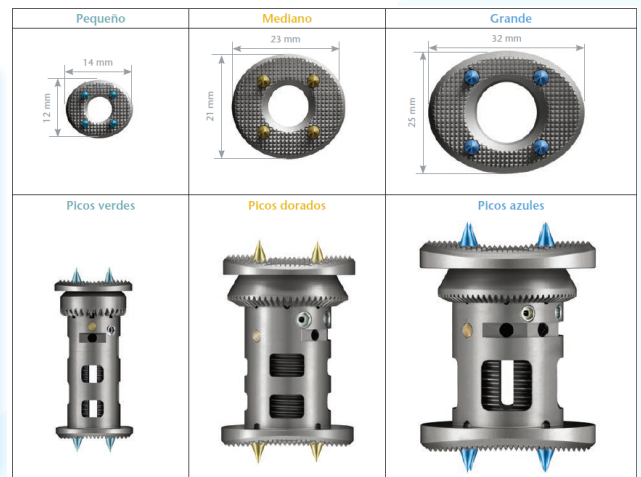 Pequeño
Mediano
Grande
14 mm
12 mm
23 mm
21 mm
32 mm
25 mm
Picos verdes
Picos dorados
Picos azules